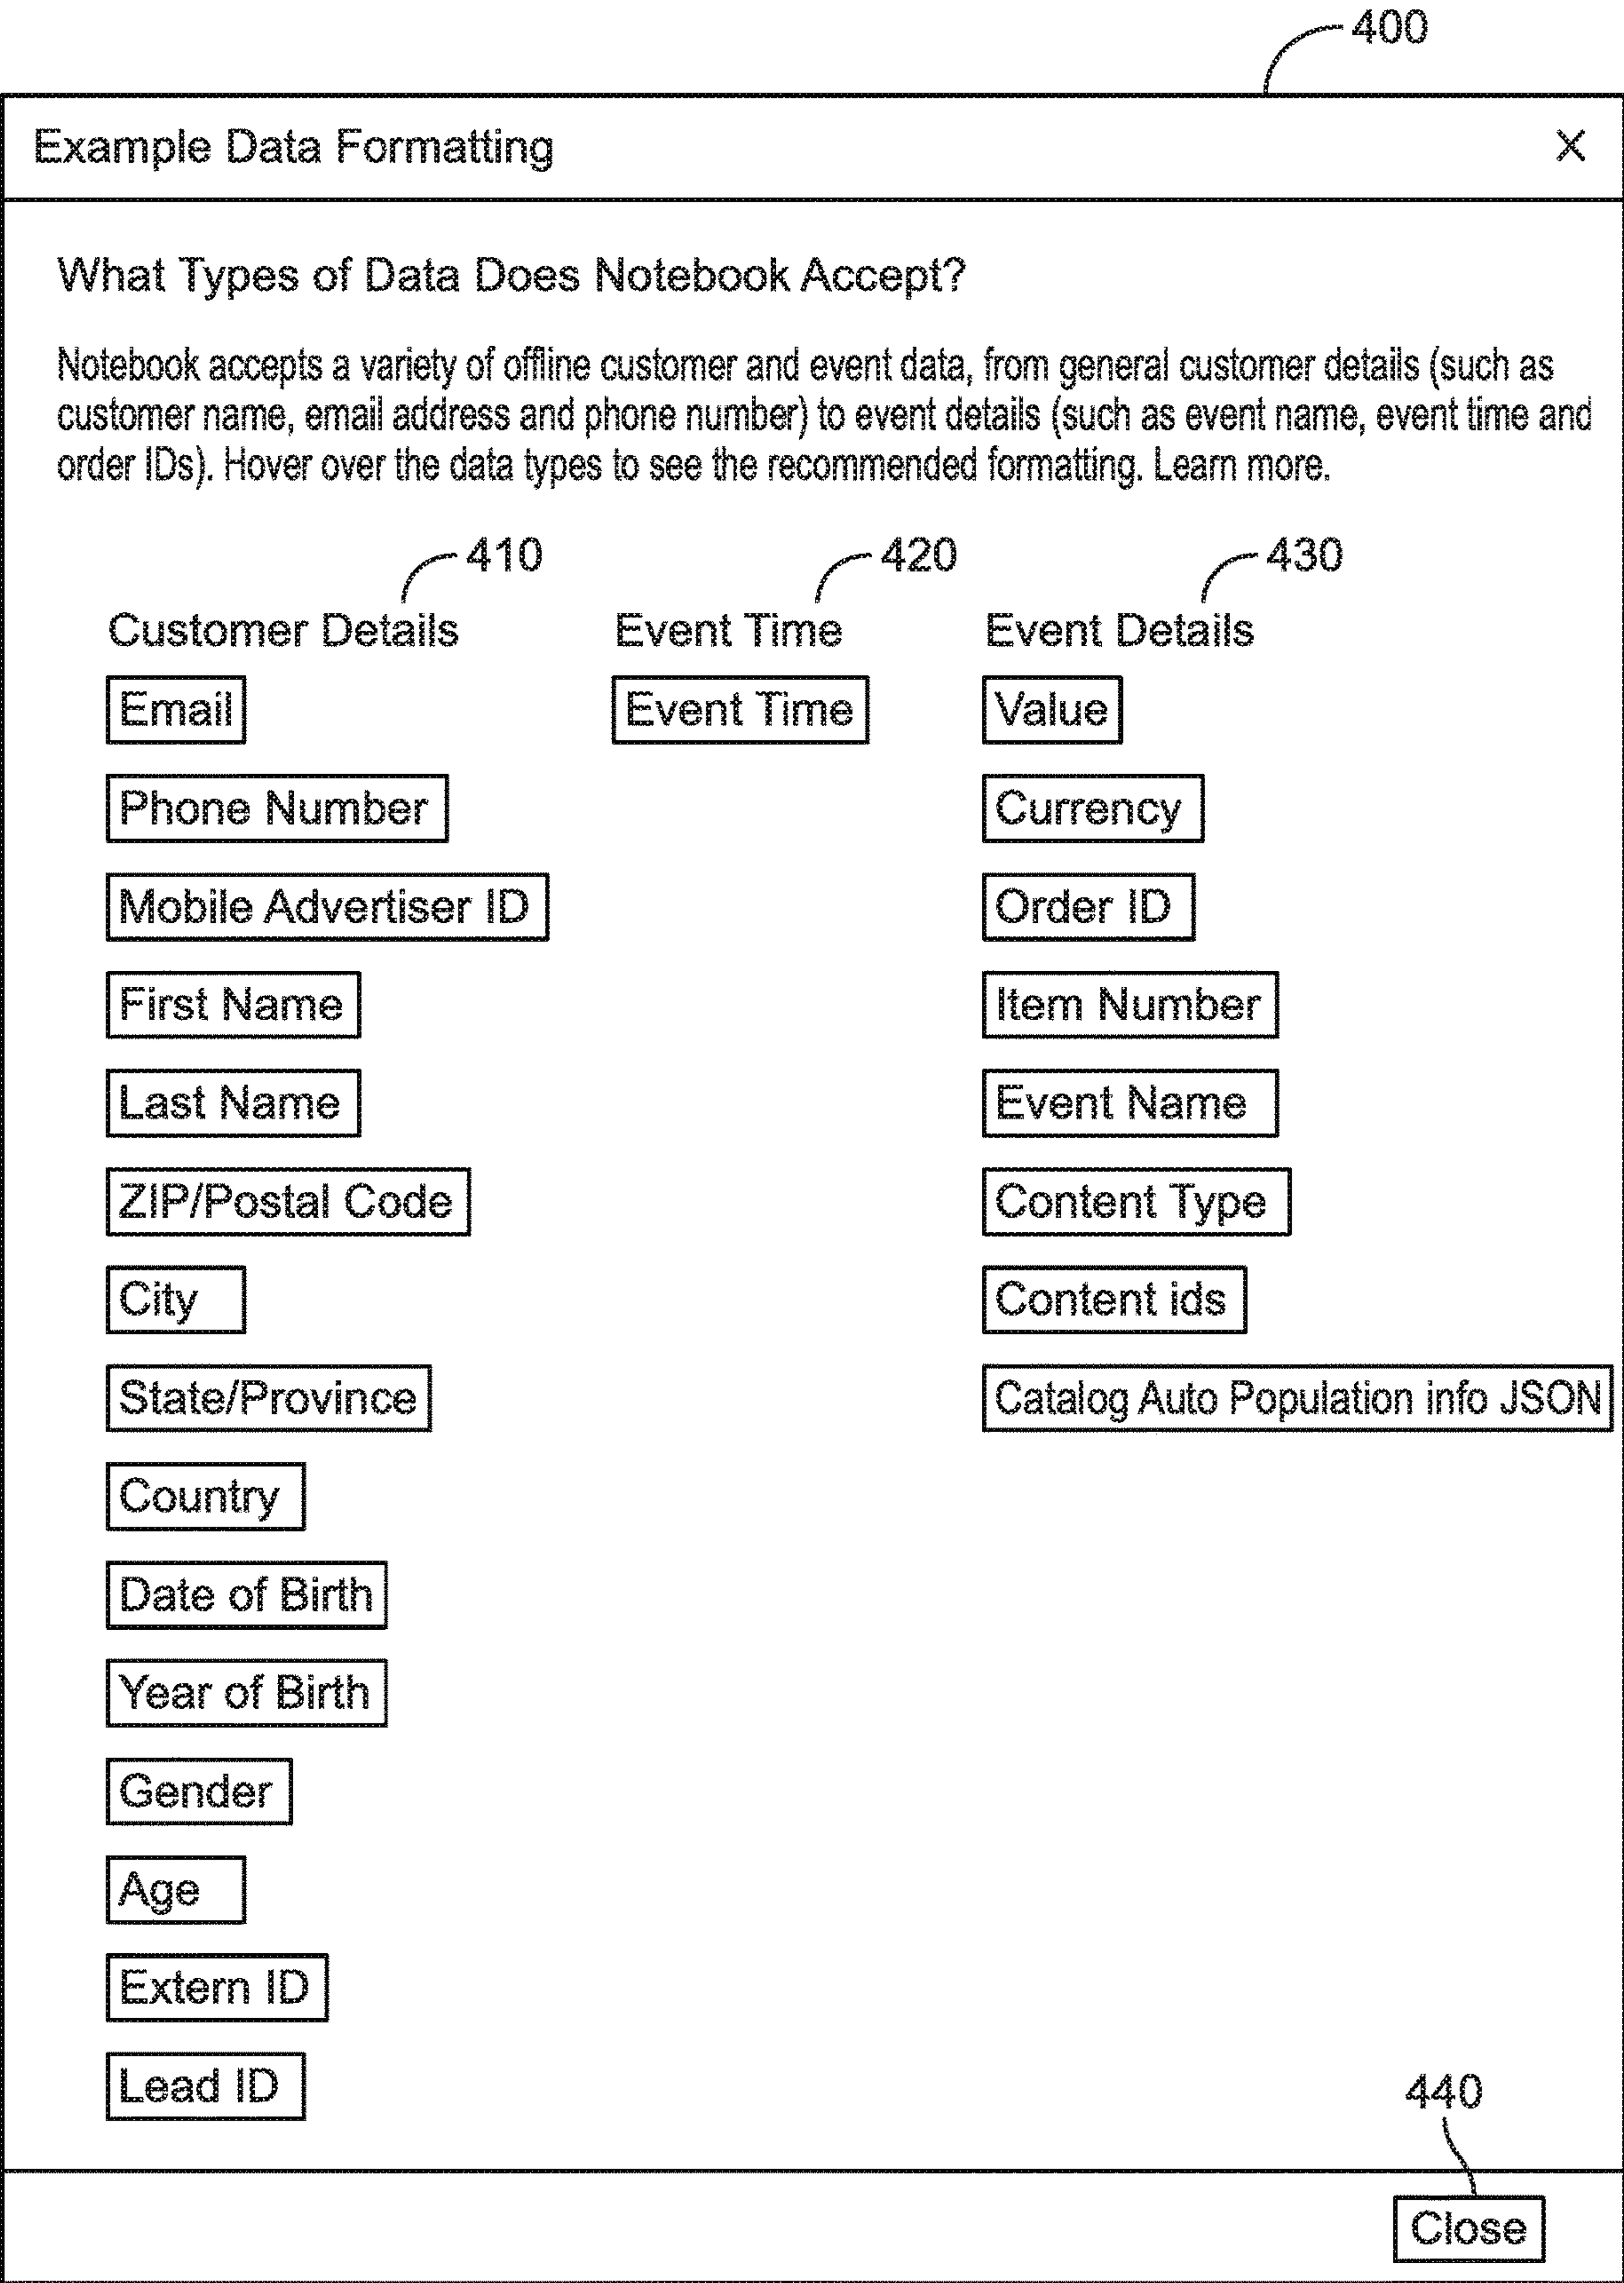 400
Example Data Formatting X
What Types of Data Does Notebook Accept?
Notebook accepts a variety of offline customer and event data, from general customer details (such as
customer name, email address and phone number) to event details (such as event name, event time and
order IDs). Hover over the data types to see the recommended formatting. Learn more.
410 420 430
Customer Details Event Time Event Details
Email Event Time Value
Phone Number Currency
Mobile Advertiser ID Order ID
First Name Item Number
Last Name Event Name
ZIP/Postal Code Content Type
City Content ids
State/Province Catalog Auto Population info JSON
Country
Date of Birth
Year of Birth
Gender
Age
Extern ID
Lead ID
440
Close